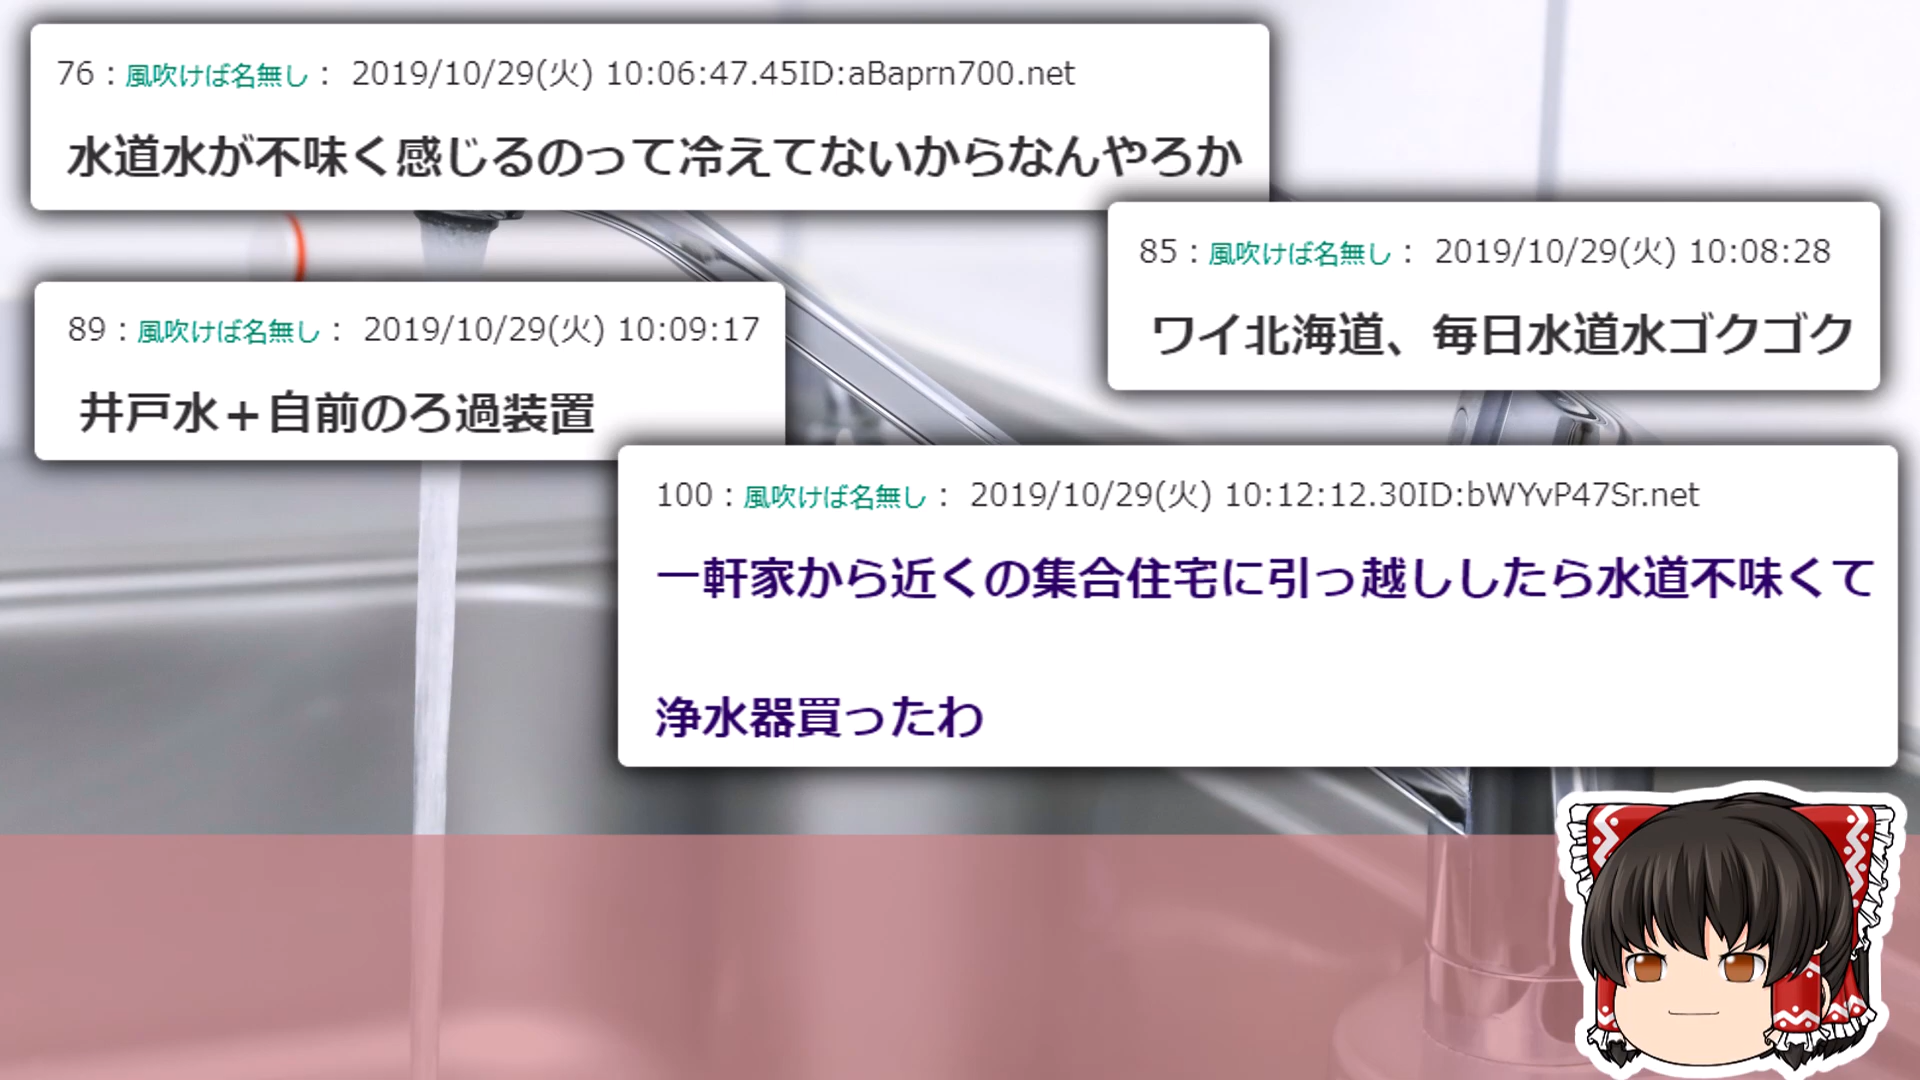 76：風吹けば名無し： 2019/10/29(火) 10:06:47.45ID:aBaprn700.net
水道水が不味く感じるのって冷えてないからなんやろか
85：風吹けば名無し： 2019/10/29(火) 10:08:28
ワイ北海道、毎日水道水ゴクゴク
89：風吹けば名無し： 2019/10/29(火) 10:09:17
井戸水＋自前のろ過装置
100：風吹けば名無し： 2019/10/29(火) 10:12:12.30ID:bWYvP47Sr.net
一軒家から近くの集合住宅に引っ越ししたら水道不味くて
浄水器買ったわ